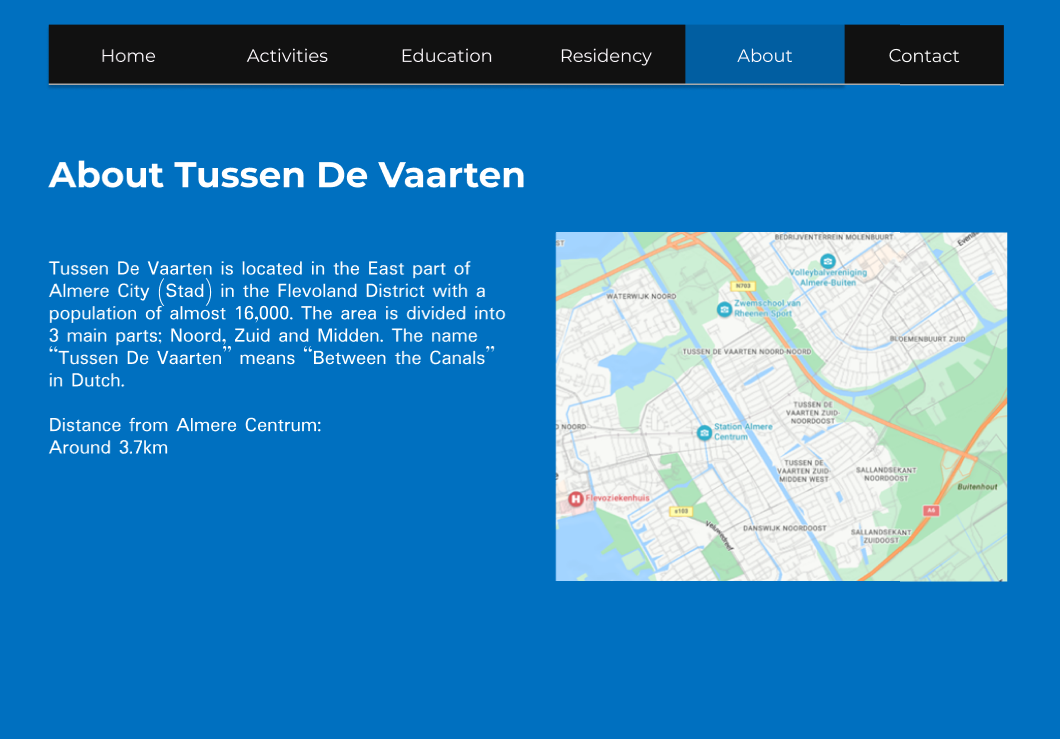 Home Activities Education Residency About Contact
About Tussen De Vaarten
Tussen De Vaarten is located in the East part of
Almere City (Stad) in the Flevoland District with a
population of almost 16,000. The area is divided into
3 main parts; Noord, Zuid and Midden. The name
“Tussen De Vaarten” means “Between the Canals”
in Dutch.
Distance from Almere Centrum:
Around 3.7km
ST
BEDRIJVENTERREIN MOLENBUURT
Volleybalvereniging
Almere-Buiten
N703
WATERWIJK NOORD
Zwemschool van
Rheenen Sport
BLOEMENBUURT ZUID
TUSSEN DE VAARTEN NOORD-NOORD
TUSSEN DE
VAARTEN ZUID-
NOORDOOST
D NOORD
Station Almere
Centrum
TUSSEN DE
VAARTEN ZUID-
MIDDEN WEST
SALLANDSEKANT
NOORDOOST
Buitenhout
Flevoziekenhuis
s103
A6
DANSWIJK NOORDOOST
SALLANDSEKANT
ZUIDOOST